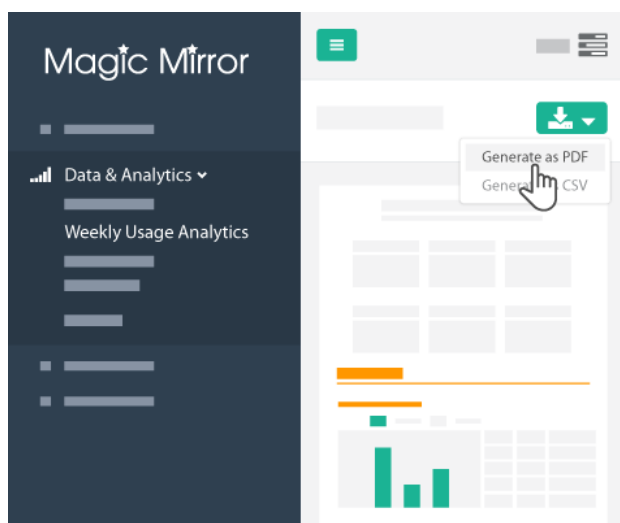 Magic Mirror
Data & Analytics
Weekly Usage Analytics
Generate as PDF
CSV